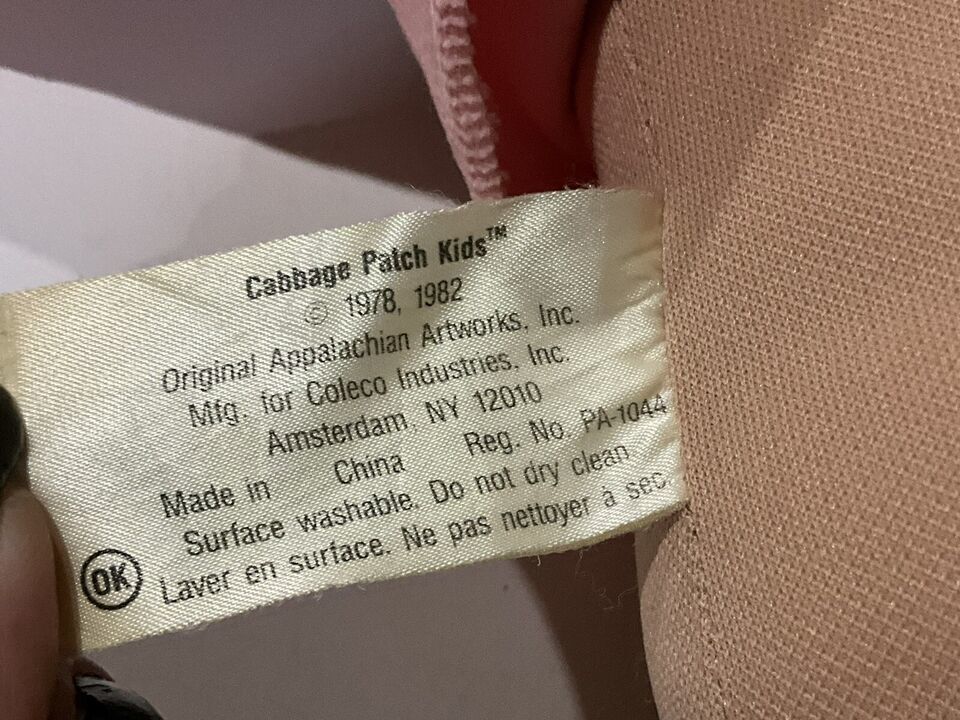 Cabbage Patch Kids™
© 1978, 1982
Original Appalachian Artworks, Inc.
Mfg. for Coleco Industries, Inc.
Amsterdam, NY 12010
Made in China Reg. No. PA-1044
Surface washable. Do not dry clean
OK Laver en surface. Ne pas nettoyer à sec.